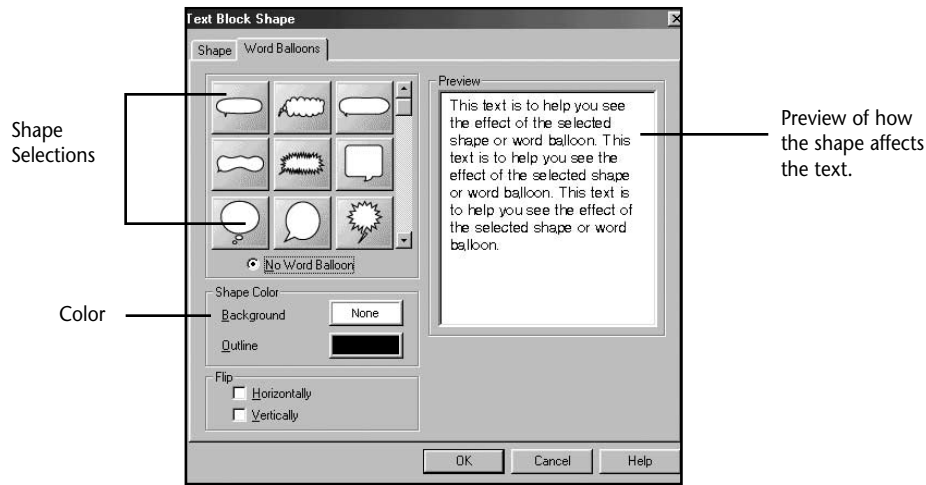 Text Block Shape
Shape
Word Balloons
Shape
Selections
No Word Balloon
Color
Shape Color
Background
None
Outline
Flip
Horizontally
Vertically
Preview
This text is to help you see
the effect of the selected
shape or word balloon. This
text is to help you see the
effect of the selected shape
or word balloon. This text is
to help you see the effect of
the selected shape or word
balloon.
Preview of how
the shape affects
the text.
OK
Cancel
Help